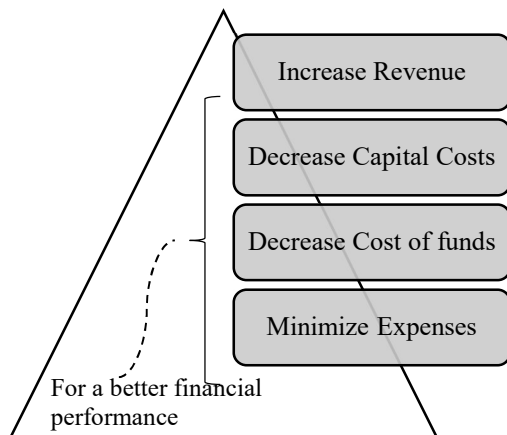 Increase Revenue
Decrease Capital Costs
Decrease Cost of funds
Minimize Expenses
For a better financial
performance